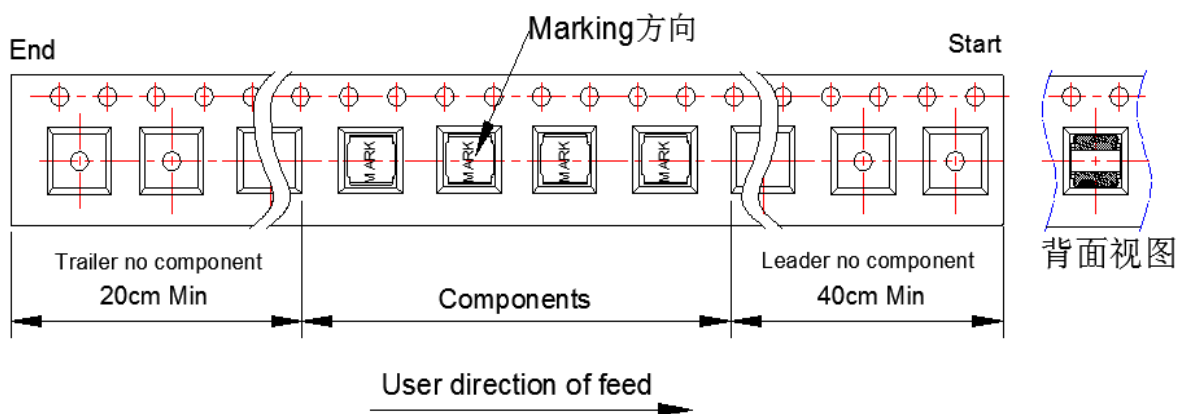 Marking方向
End
Start
MARK
MARK
MARK
MARK
背面视图
Trailer no component
20cm Min
Components
Leader no component
40cm Min
User direction of feed